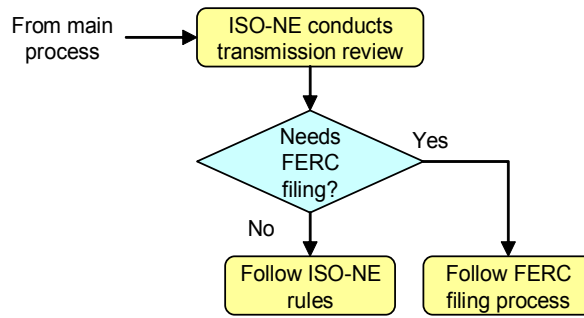 From main
process
ISO-NE conducts
transmission review
Needs
FERC
filing?
Yes
No
Follow ISO-NE
rules
Follow FERC
filing process